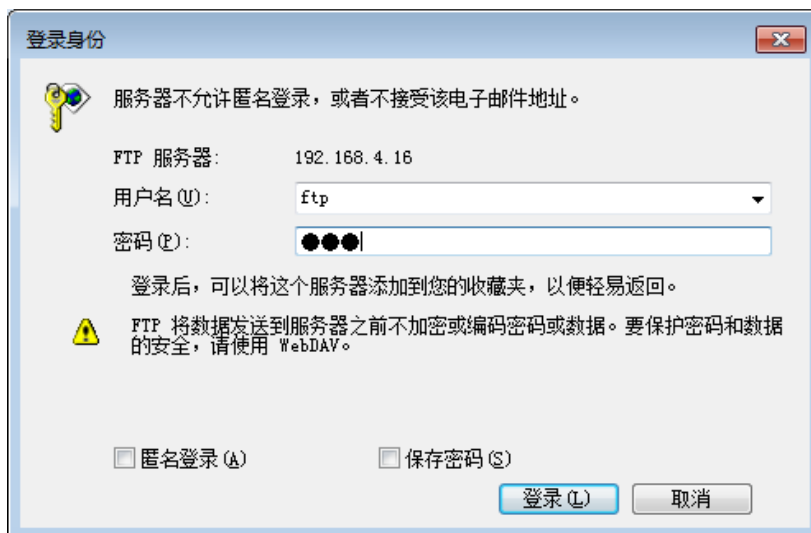 登录身份
服务器不允许匿名登录，或者不接受该电子邮件地址。
FTP 服务器: 192.168.4.16
用户名(U): ftp
密码(P): ●●●
登录后，可以将这个服务器添加到您的收藏夹，以便轻易返回。
FTP 将数据发送到服务器之前不加密或编码密码或数据。要保护密码和数据
的安全，请使用 WebDAV。
匿名登录(A) 保存密码(S)
登录(L) 取消